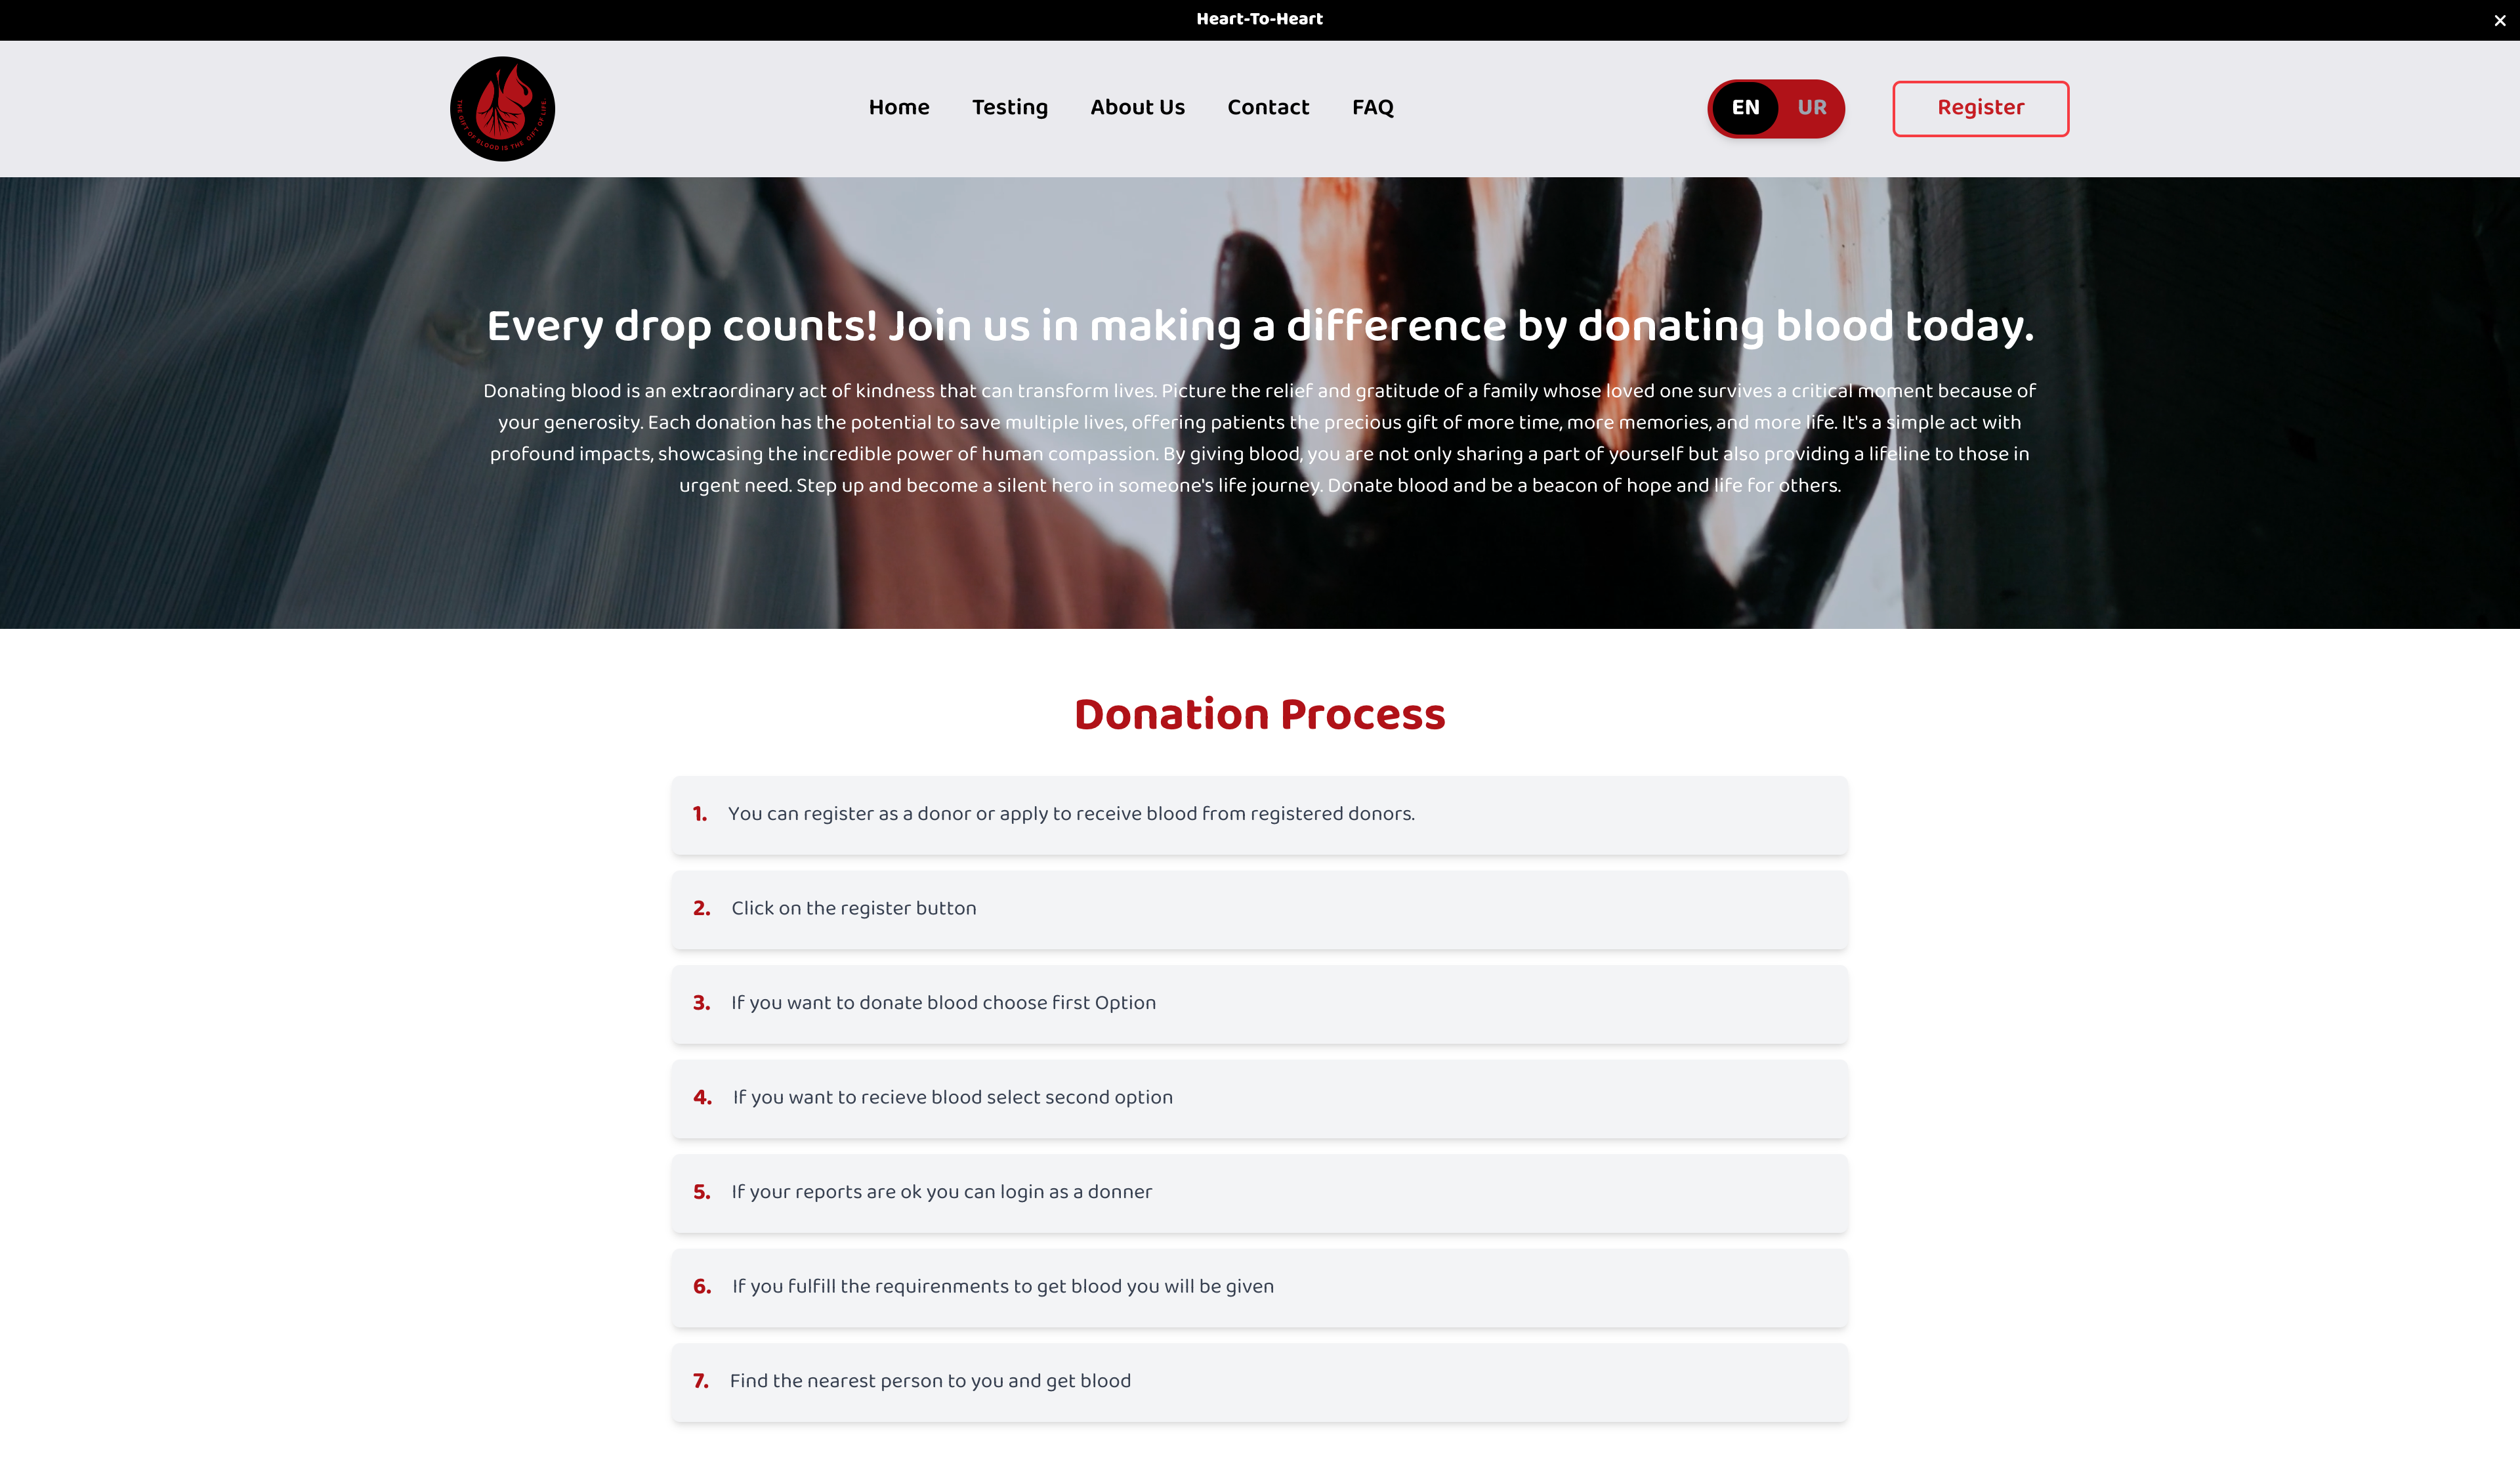 Heart-To-Heart
THE GIFT OF BLOOD IS THE GIFT OF LIFE
Home
Testing
About Us
Contact
FAQ
EN
UR
Register
Every drop counts! Join us in making a difference by donating blood today.
Donating blood is an extraordinary act of kindness that can transform lives. Picture the relief and gratitude of a family whose loved one survives a critical moment because of
your generosity. Each donation has the potential to save multiple lives, offering patients the precious gift of more time, more memories, and more life. It's a simple act with
profound impacts, showcasing the incredible power of human compassion. By giving blood, you are not only sharing a part of yourself but also providing a lifeline to those in
urgent need. Step up and become a silent hero in someone's life journey. Donate blood and be a beacon of hope and life for others.
Donation Process
1. You can register as a donor or apply to receive blood from registered donors.
2. Click on the register button
3. If you want to donate blood choose first Option
4. If you want to recieve blood select second option
5. If your reports are ok you can login as a donner
6. If you fulfill the requirenments to get blood you will be given
7. Find the nearest person to you and get blood